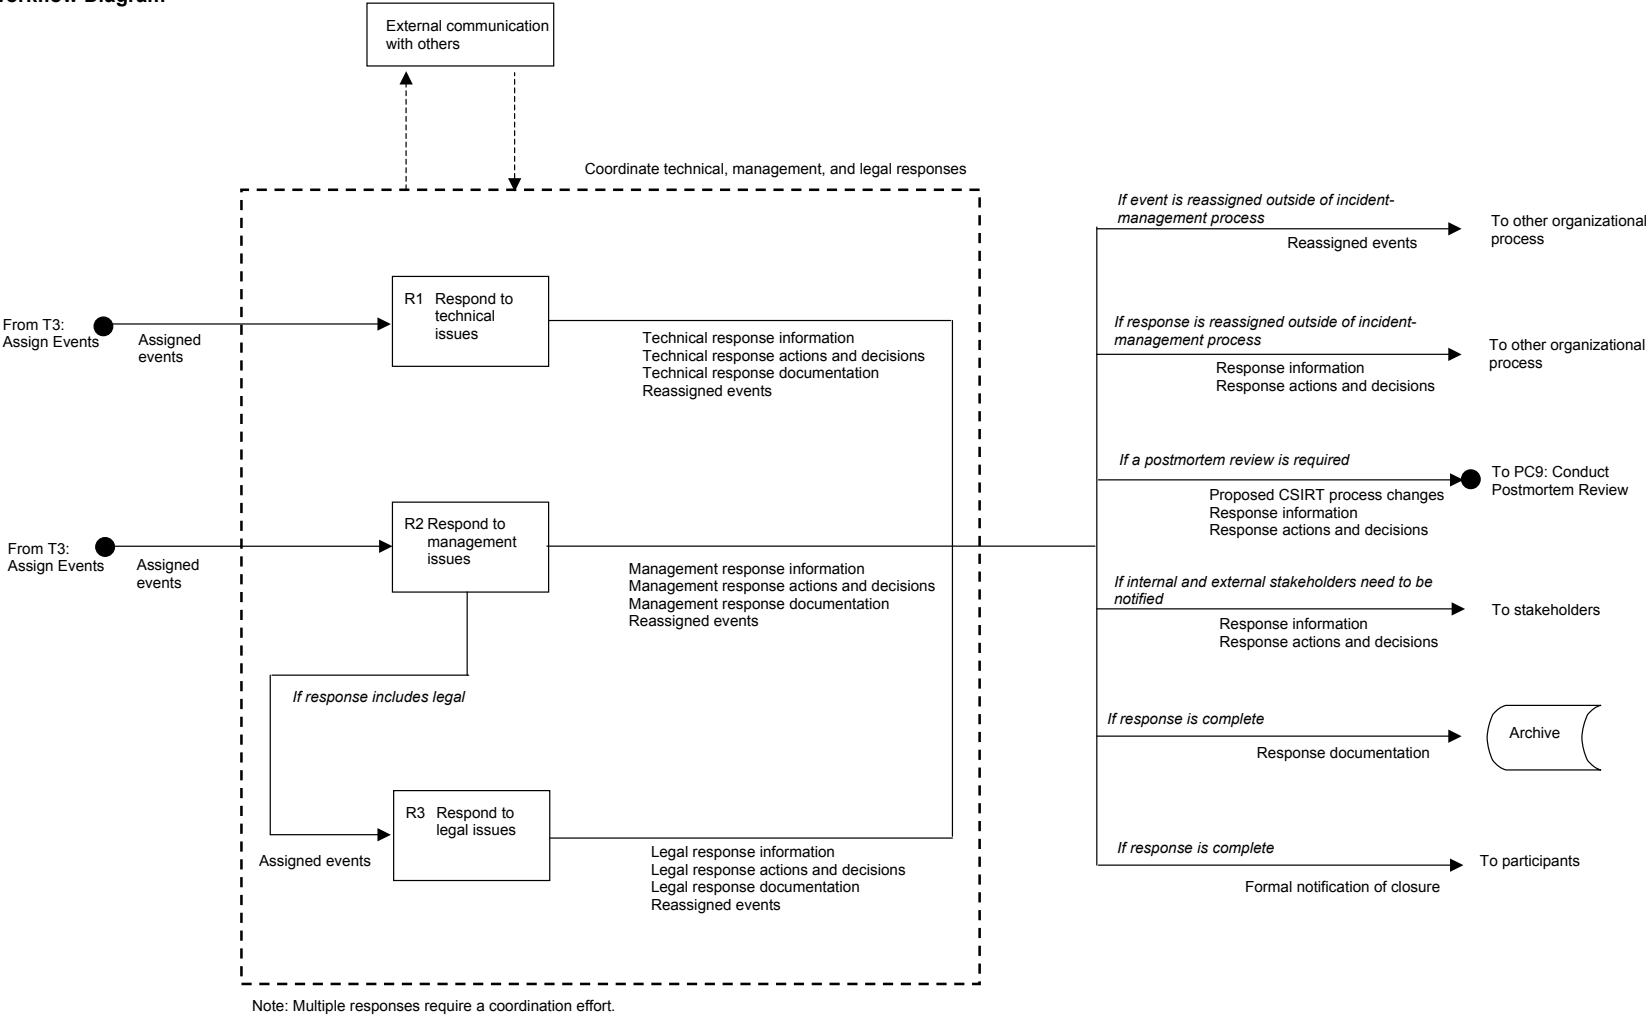 Diagram
External communication
with others
Coordinate technical, management, and legal responses
If event is reassigned outside of incident-
management process
Reassigned events
To other organizational
process
R1 Respond to
technical
issues
From T3:
Assign Events
Assigned
events
Technical response information
Technical response actions and decisions
Technical response documentation
Reassigned events
If response is reassigned outside of incident-
management process
Response information
Response actions and decisions
To other organizational
process
If a postmortem review is required
Proposed CSIRT process changes
Response information
Response actions and decisions
To PC9: Conduct
Postmortem Review
R2 Respond to
management
issues
From T3:
Assign Events
Assigned
events
Management response information
Management response actions and decisions
Management response documentation
Reassigned events
If internal and external stakeholders need to be
notified
Response information
Response actions and decisions
To stakeholders
If response includes legal
If response is complete
Response documentation
Archive
R3 Respond to
legal issues
Assigned events
Legal response information
Legal response actions and decisions
Legal response documentation
Reassigned events
If response is complete
Formal notification of closure
To participants
Note: Multiple responses require a coordination effort.